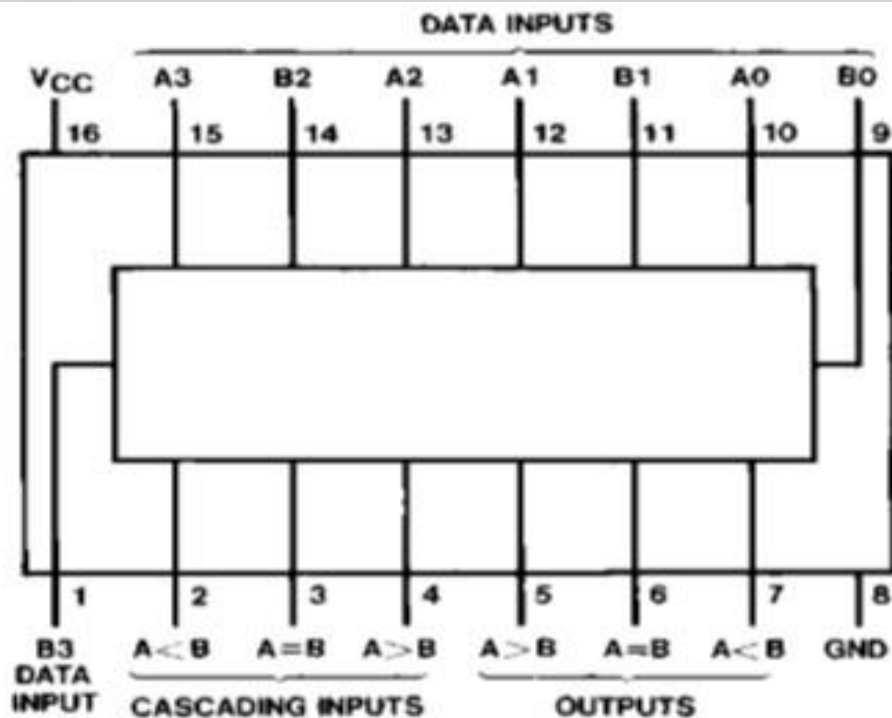 DATA INPUTS
VCC A3 B2 A2 A1 B1 A0 B0
16 15 14 13 12 11 10 9
1 2 3 4 5 6 7 8
B3 A<B A=B A>B A>B A=B A<B GND
DATA
INPUT CASCADING INPUTS OUTPUTS